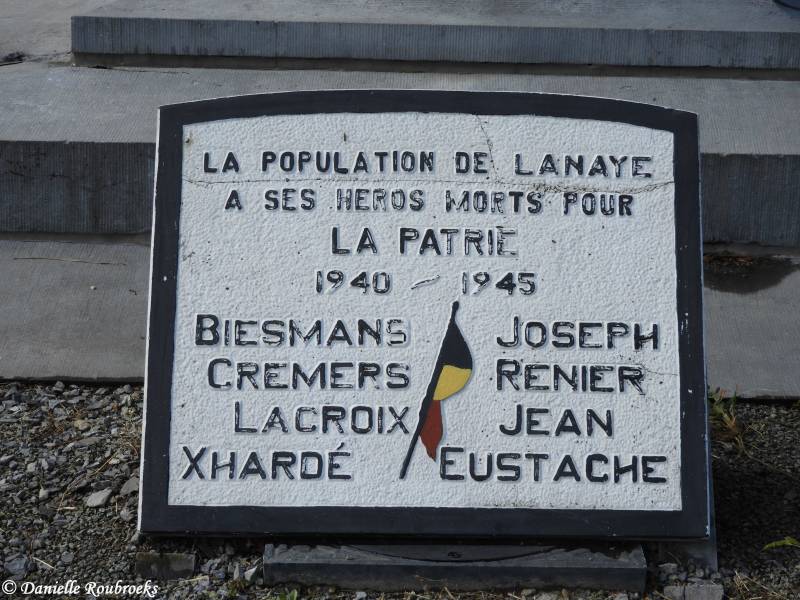 LA POPULATION DE LANAYE
A SES HEROS MORTS POUR
LA PATRIE
1940 - 1945
BIESMANS JOSEPH
CREMERS RENIER
LACROIX JEAN
XHARDÉ EUSTACHE
© Danielle Roubroeks